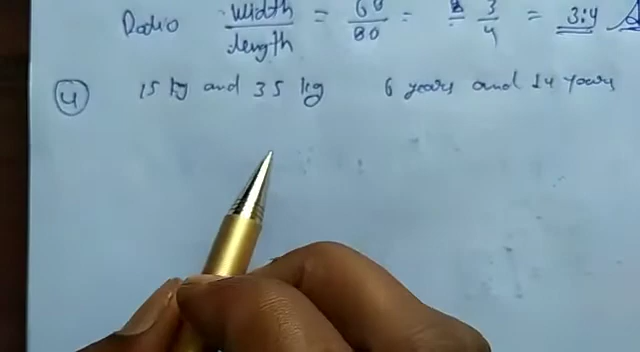 Radio width/length = 60/80 = 3/4 = 3:4
4 15 kg and 35 kg 6 years and 14 years